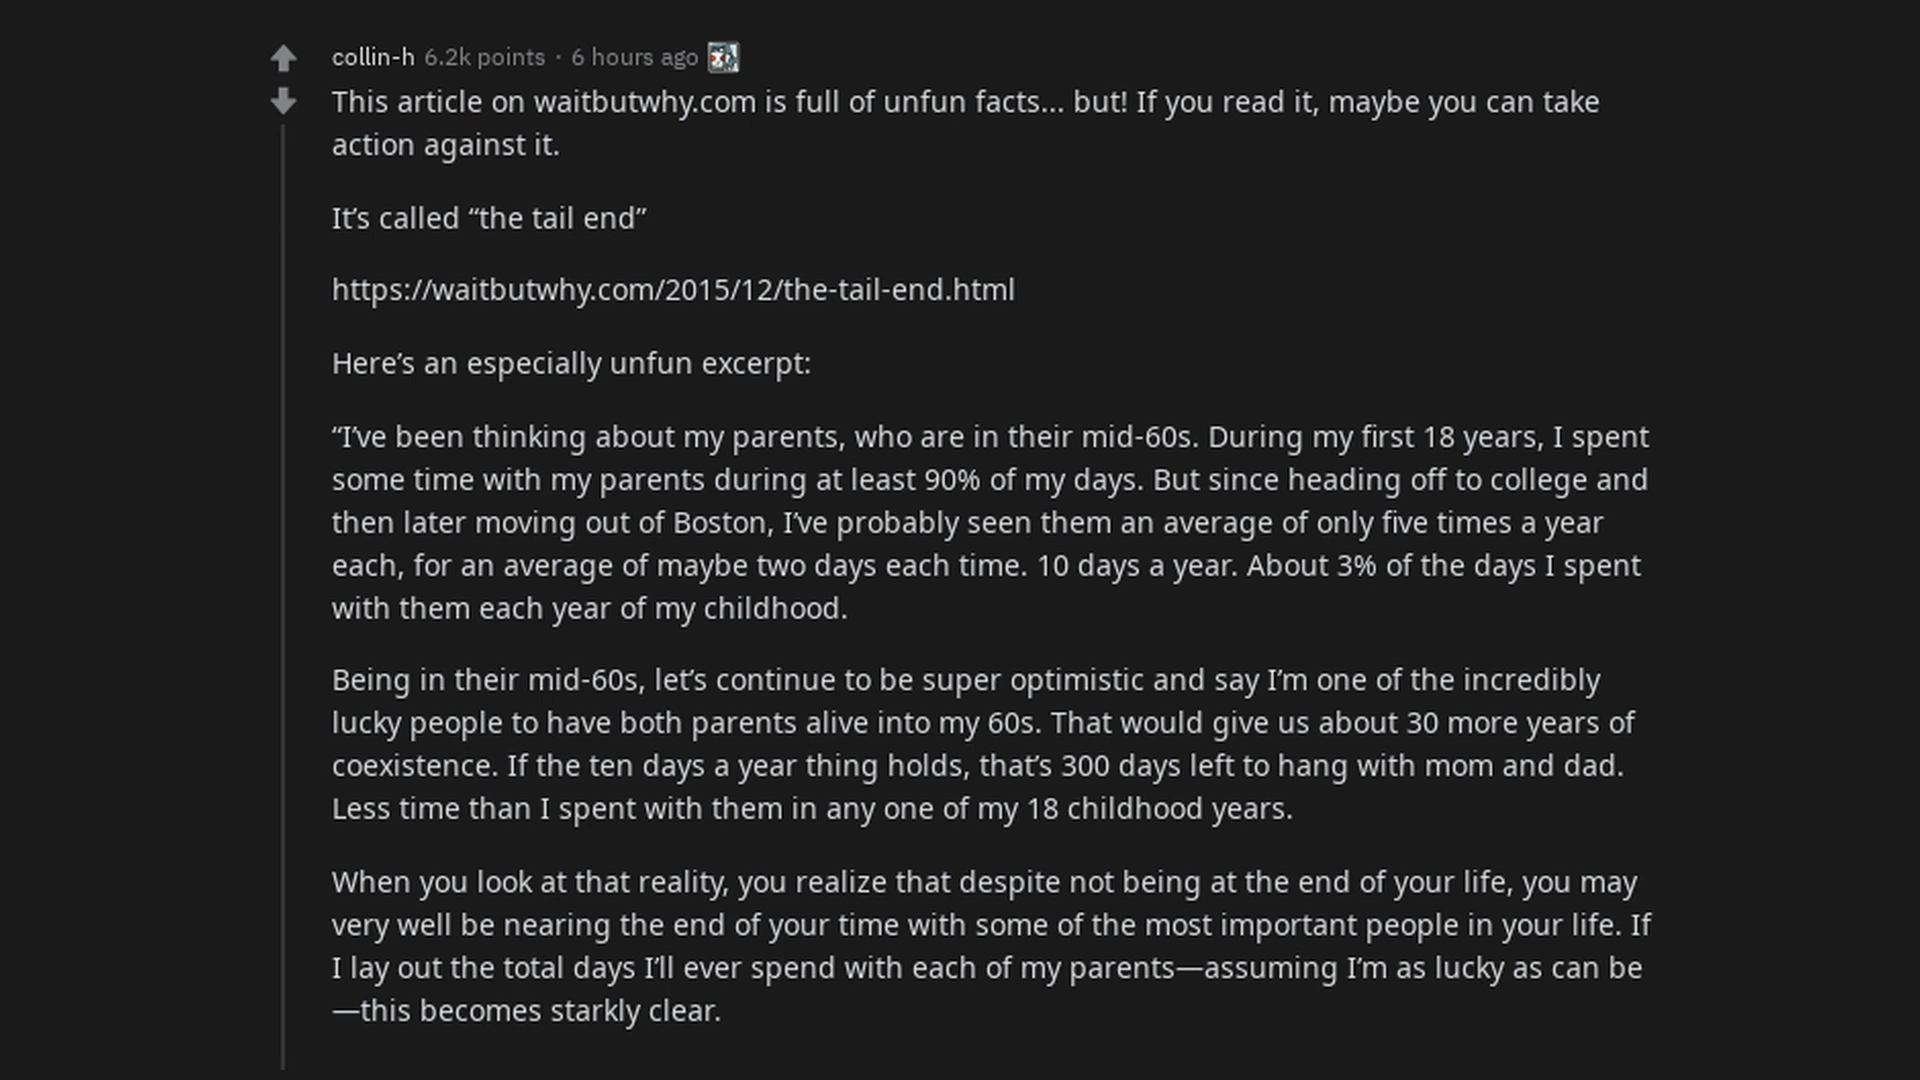 collin-h 6.2k points · 6 hours ago
This article on waitbutwhy.com is full of unfun facts... but! If you read it, maybe you can take
action against it.
It’s called “the tail end”
https://waitbutwhy.com/2015/12/the-tail-end.html
Here’s an especially unfun excerpt:
“I’ve been thinking about my parents, who are in their mid-60s. During my first 18 years, I spent
some time with my parents during at least 90% of my days. But since heading off to college and
then later moving out of Boston, I’ve probably seen them an average of only five times a year
each, for an average of maybe two days each time. 10 days a year. About 3% of the days I spent
with them each year of my childhood.
Being in their mid-60s, let’s continue to be super optimistic and say I’m one of the incredibly
lucky people to have both parents alive into my 60s. That would give us about 30 more years of
coexistence. If the ten days a year thing holds, that’s 300 days left to hang with mom and dad.
Less time than I spent with them in any one of my 18 childhood years.
When you look at that reality, you realize that despite not being at the end of your life, you may
very well be nearing the end of your time with some of the most important people in your life. If
I lay out the total days I’ll ever spend with each of my parents—assuming I’m as lucky as can be
—this becomes starkly clear.